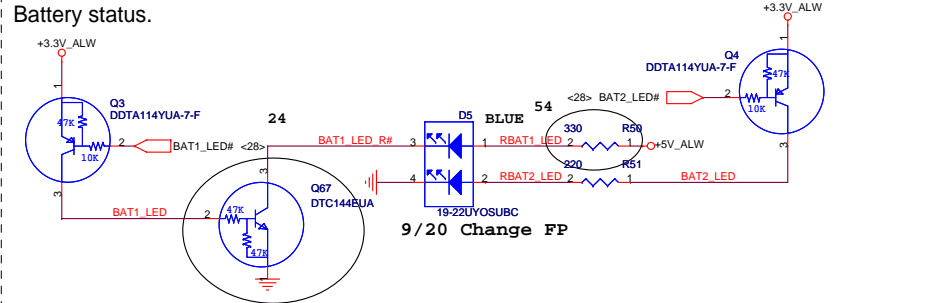 Battery status.
+3.3V_ALW
+3.3V_ALW
1
1
Q3
DDTA114YUA-7-F
47K
10K
2
BAT1_LED# <28>
3
24
BAT1_LED_R#
D5
BLUE
54
3
1
RBAT1_LED
330
2
R50
1
+5V_ALW
<28> BAT2_LED#
Q4
DDTA114YUA-7-F
2
47K
10K
3
4
2
RBAT2_LED
220
2
R51
1
BAT2_LED
19-22UYOSUBC
9/20 Change FP
BAT1_LED
2
47K
47K
3
Q67
DTC144EUA
1